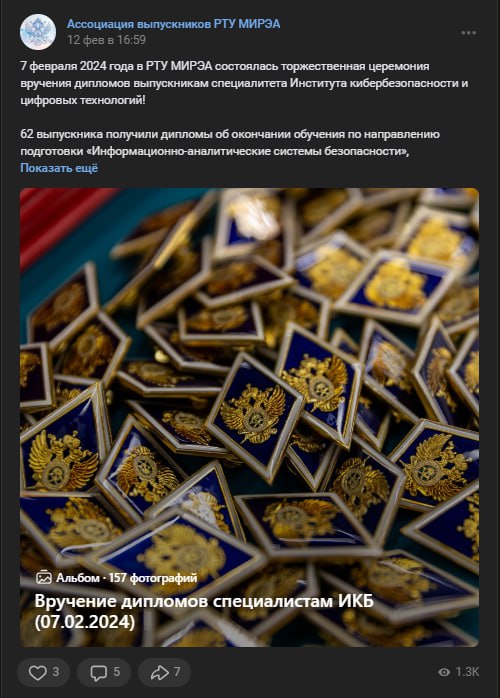 Ассоциация выпускников РТУ МИРЭА
12 фев в 16:59
7 февраля 2024 года в РТУ МИРЭА состоялась торжественная церемония
вручения дипломов выпускникам специалитета Института кибербезопасности и
цифровых технологий!
62 выпускника получили дипломы об окончании обучения по направлению
подготовки «Информационно-аналитические системы безопасности»,
Показать ещё
Альбом · 157 фотографий
Вручение дипломов специалистам ИКБ
(07.02.2024)
3 5 7 1.3K